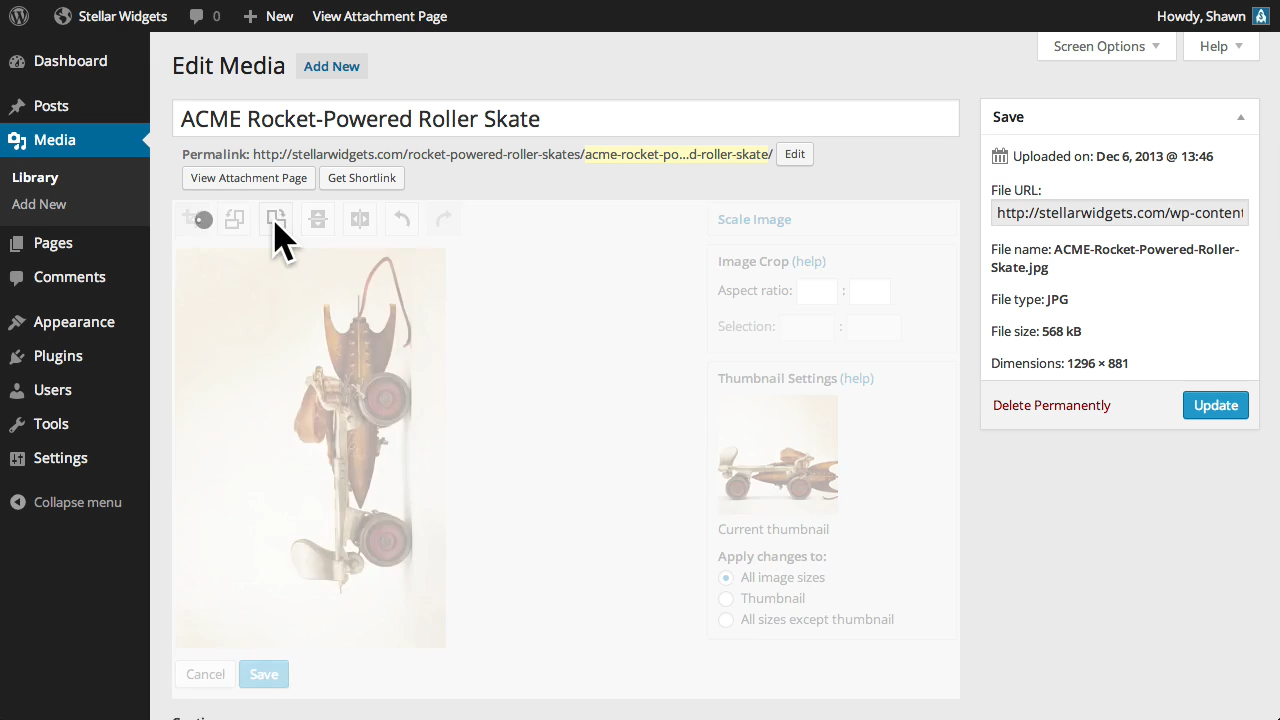 Stellar Widgets 0 New View Attachment Page Howdy, Shawn
Screen Options Help
Dashboard
Posts
Media
Library
Add New
Pages
Comments
Appearance
Plugins
Users
Tools
Settings
Collapse menu
Edit Media Add New
ACME Rocket-Powered Roller Skate
Permalink: http://stellarwidgets.com/rocket-powered-roller-skates/acme-rocket-po...d-roller-skate/ Edit
View Attachment Page Get Shortlink
Scale Image
Image Crop (help)
Aspect ratio: :
Selection: :
Thumbnail Settings (help)
Current thumbnail
Apply changes to:
All image sizes
Thumbnail
All sizes except thumbnail
Cancel Save
Save
Uploaded on: Dec 6, 2013 @ 13:46
File URL:
http://stellarwidgets.com/wp-content
File name: ACME-Rocket-Powered-Roller-
Skate.jpg
File type: JPG
File size: 568 kB
Dimensions: 1296 × 881
Delete Permanently Update